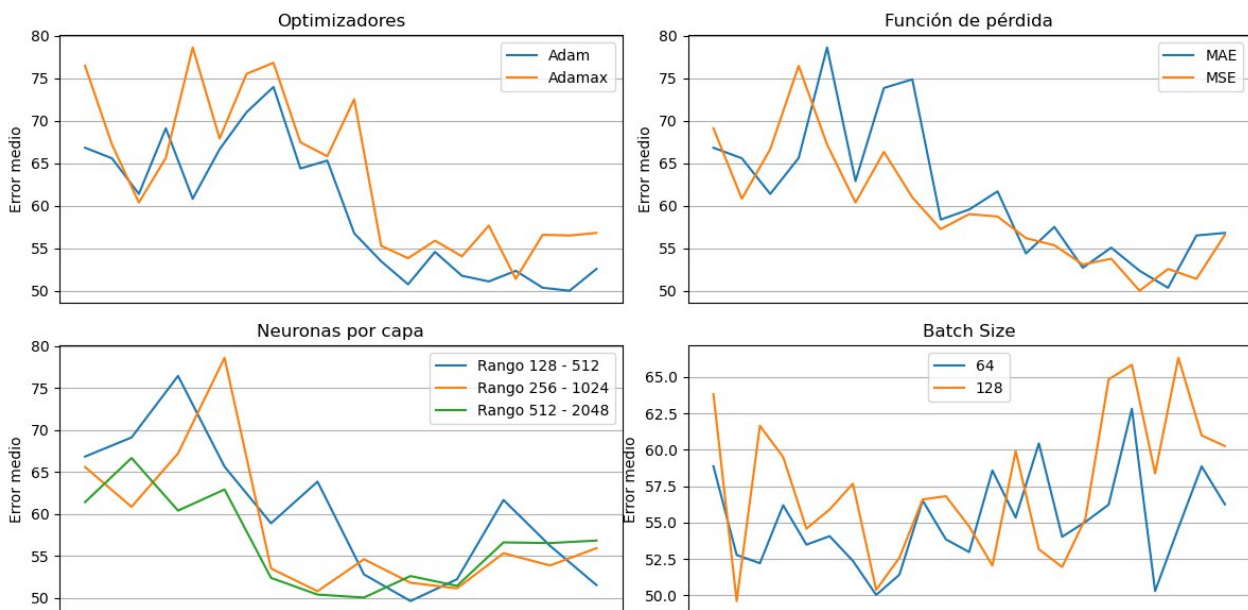 Optimizadores
Error medio
80
75
70
65
60
55
50
Adam
Adamax
Función de pérdida
Error medio
80
75
70
65
60
55
50
MAE
MSE
Neuronas por capa
Error medio
80
75
70
65
60
55
50
Rango 128 - 512
Rango 256 - 1024
Rango 512 - 2048
Batch Size
Error medio
65.0
62.5
60.0
57.5
55.0
52.5
50.0
64
128